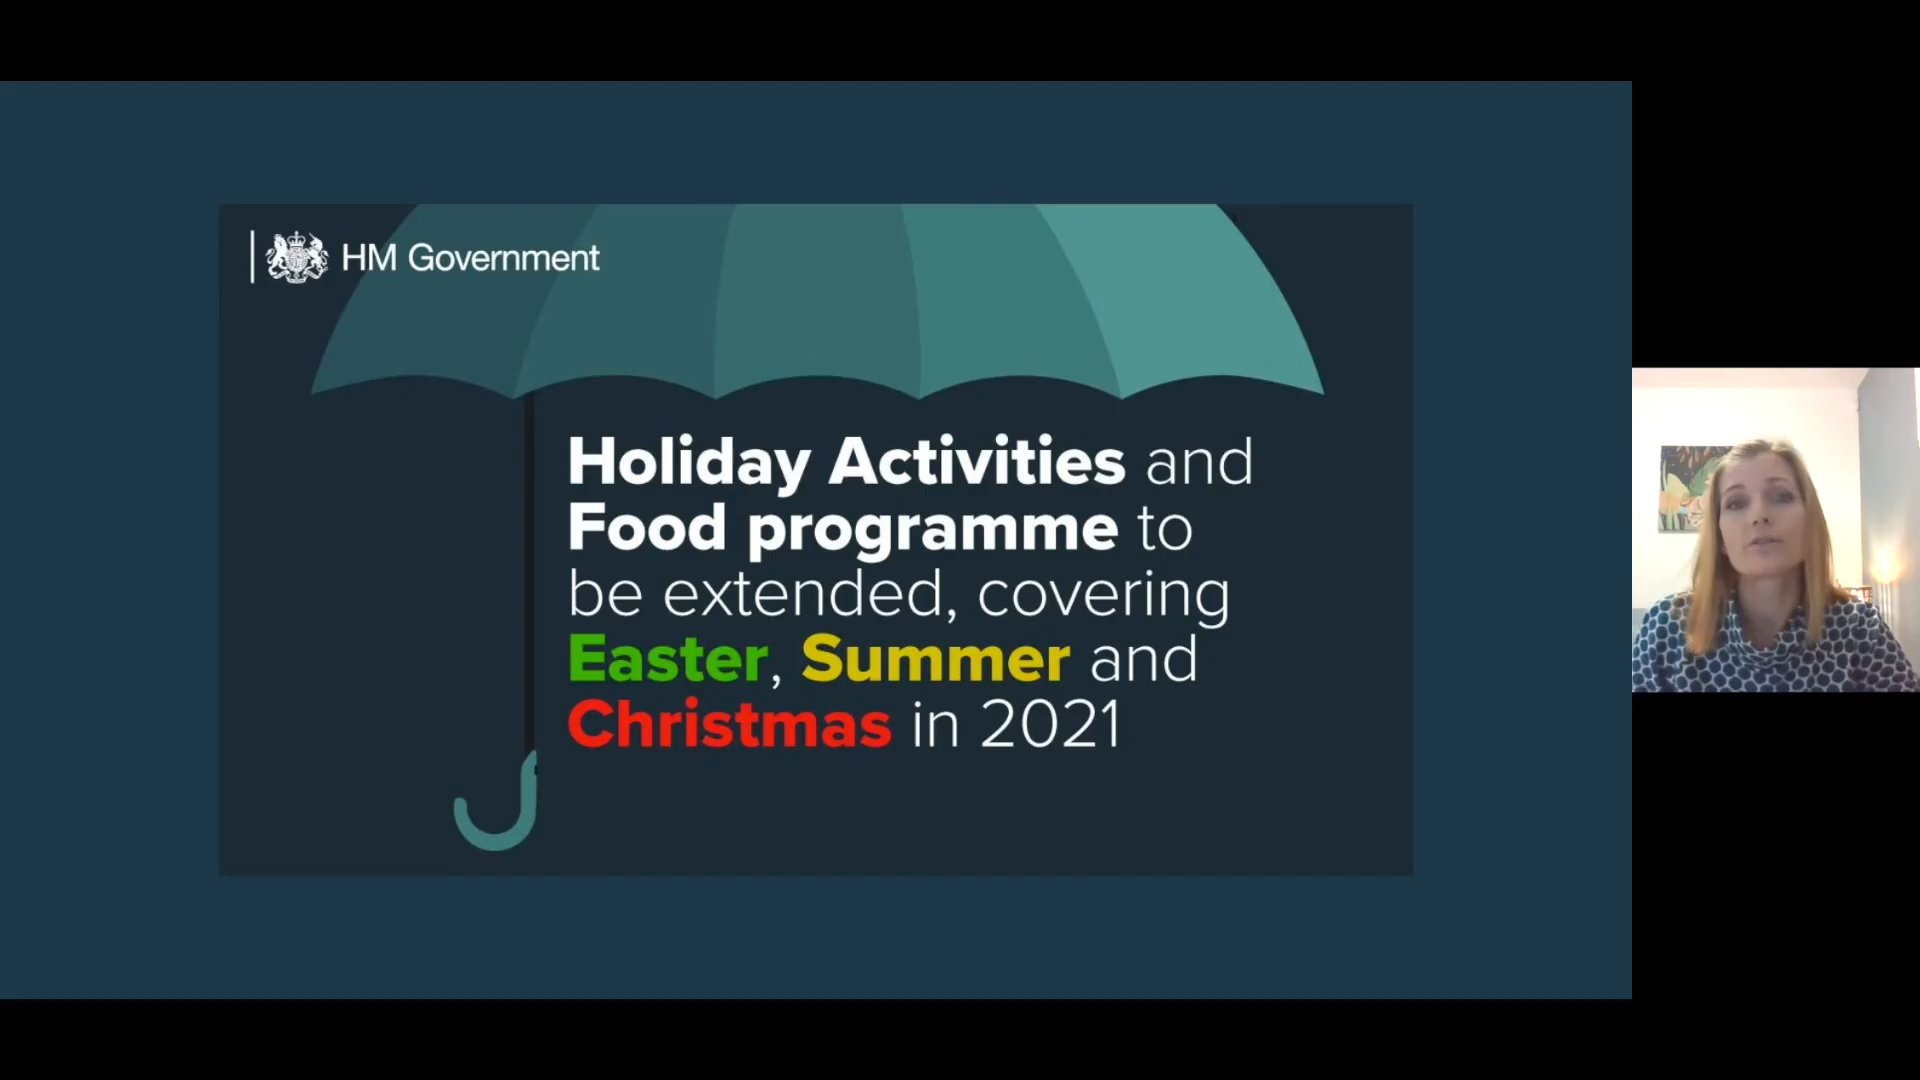 HM Government
Holiday Activities and
Food programme to
be extended, covering
Easter, Summer and
Christmas in 2021